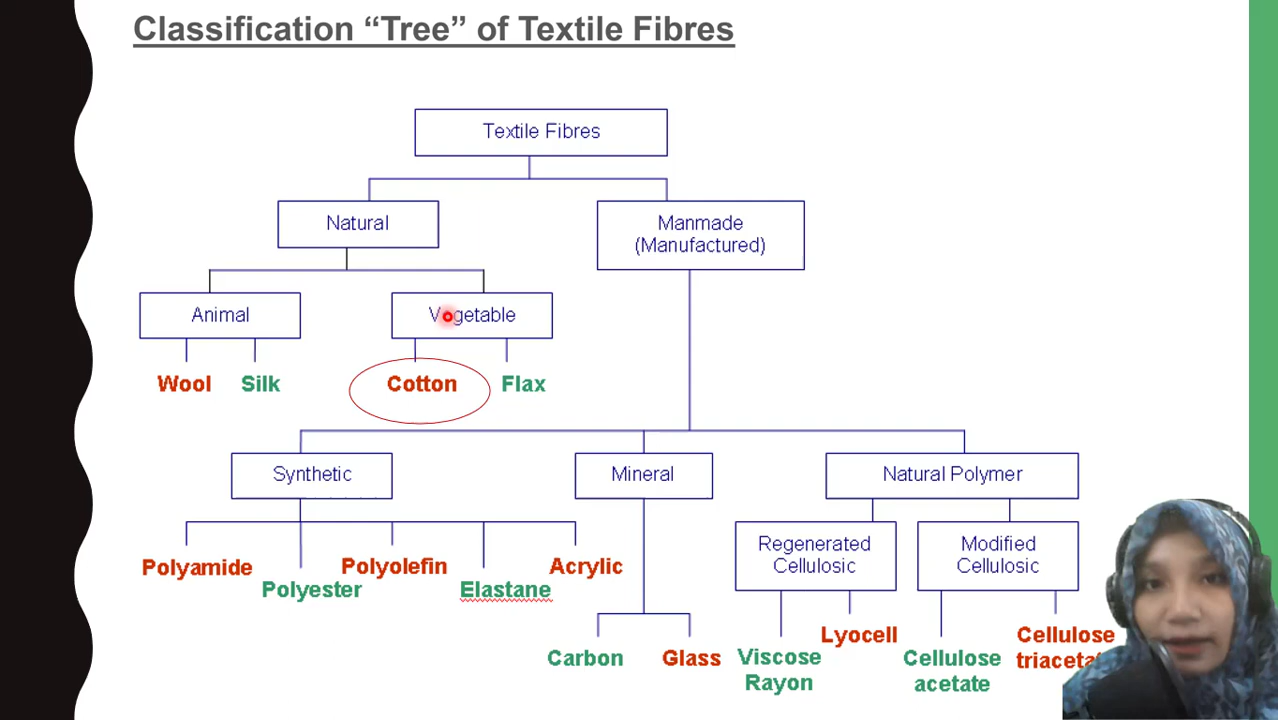 Classification “Tree” of Textile Fibres
Textile Fibres
Natural
Manmade
(Manufactured)
Animal
Vegetable
Wool
Silk
Cotton
Flax
Synthetic
Mineral
Natural Polymer
Regenerated
Cellulosic
Modified
Cellulosic
Polyamide
Polyester
Polyolefin
Elastane
Acrylic
Carbon
Glass
Viscose
Rayon
Lyocell
Cellulose
acetate
Cellulose
triacetate